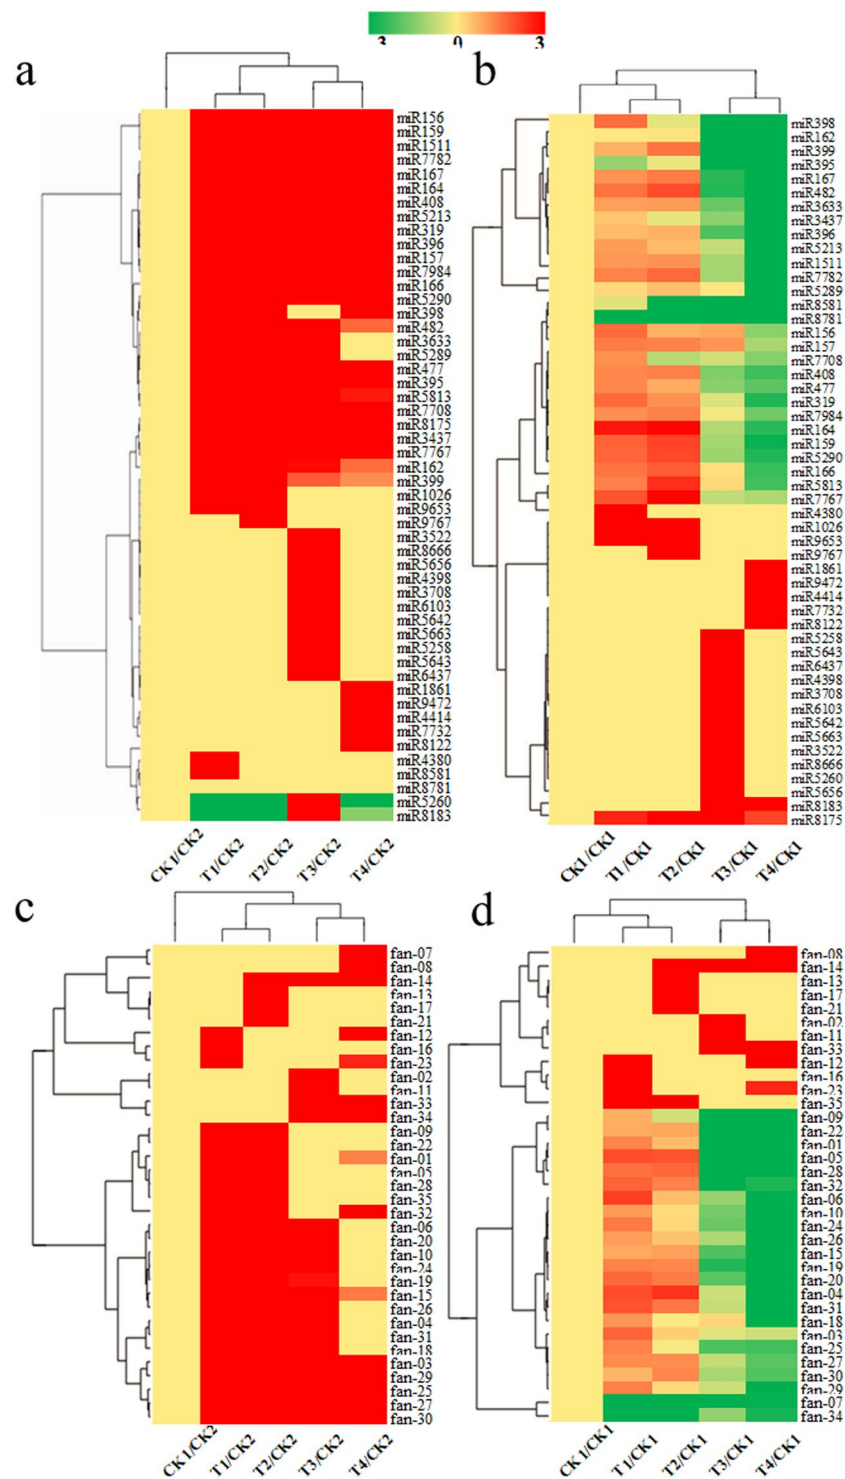 3 0 3
a
miR156
miR159
miR1511
miR7782
miR167
miR164
miR408
miR5213
miR319
miR396
miR157
miR7984
miR166
miR5290
miR398
miR482
miR3633
miR5289
miR477
miR395
miR5813
miR7708
miR8175
miR3437
miR7767
miR162
miR399
miR1026
miR9653
miR9767
miR3522
miR8666
miR5656
miR4398
miR3708
miR6103
miR5642
miR5663
miR5258
miR5643
miR6437
miR1861
miR9472
miR4414
miR7732
miR8122
miR4380
miR8581
miR8781
miR5260
miR8183
CK1/CK2 T1/CK2 T2/CK2 T3/CK2 T4/CK2
b
miR398
miR162
miR399
miR395
miR167
miR482
miR3633
miR3437
miR396
miR5213
miR1511
miR7782
miR5289
miR8581
miR8781
miR156
miR157
miR7708
miR408
miR477
miR319
miR7984
miR164
miR159
miR5290
miR166
miR5813
miR7767
miR4380
miR1026
miR9653
miR9767
miR1861
miR9472
miR4414
miR7732
miR8122
miR5258
miR5643
miR6437
miR4398
miR3708
miR6103
miR5642
miR5663
miR3522
miR8666
miR5260
miR5656
miR8183
miR8175
CK1/CK1 T1/CK1 T2/CK1 T3/CK1 T4/CK1
c
fan-07
fan-08
fan-14
fan-13
fan-17
fan-21
fan-12
fan-16
fan-23
fan-02
fan-11
fan-33
fan-34
fan-09
fan-22
fan-01
fan-05
fan-28
fan-35
fan-32
fan-06
fan-20
fan-10
fan-24
fan-19
fan-15
fan-26
fan-04
fan-31
fan-18
fan-03
fan-29
fan-25
fan-27
fan-30
CK1/CK2 T1/CK2 T2/CK2 T3/CK2 T4/CK2
d
fan-08
fan-14
fan-13
fan-17
fan-21
fan-02
fan-11
fan-33
fan-12
fan-16
fan-23
fan-35
fan-09
fan-22
fan-01
fan-05
fan-28
fan-32
fan-06
fan-10
fan-24
fan-26
fan-15
fan-19
fan-20
fan-04
fan-31
fan-18
fan-03
fan-25
fan-27
fan-30
fan-29
fan-07
fan-34
CK1/CK1 T1/CK1 T2/CK1 T3/CK1 T4/CK1